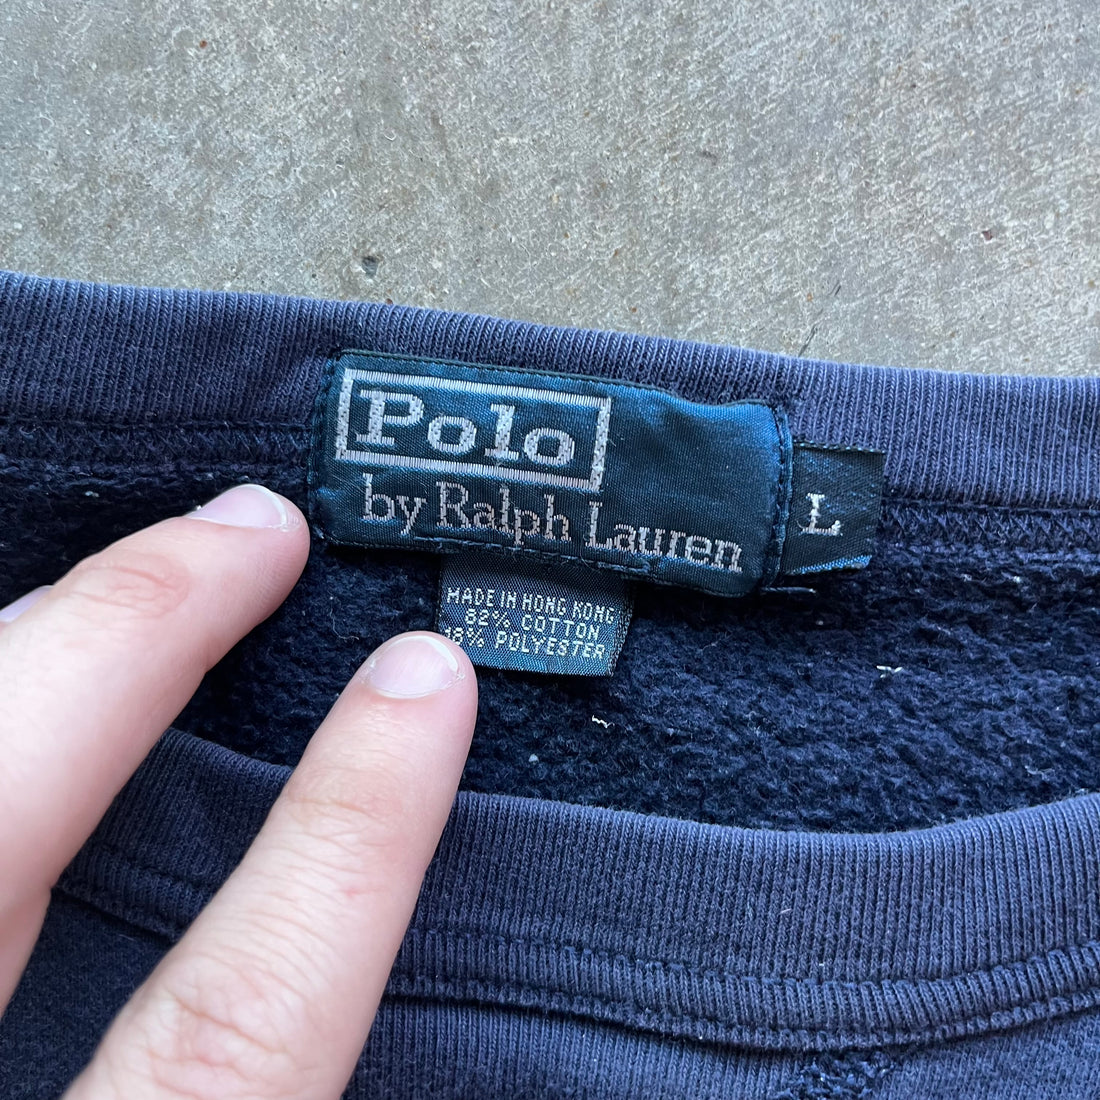 Polo
by Ralph Lauren
L
MADE IN HONG KONG
82% COTTON
18% POLYESTER